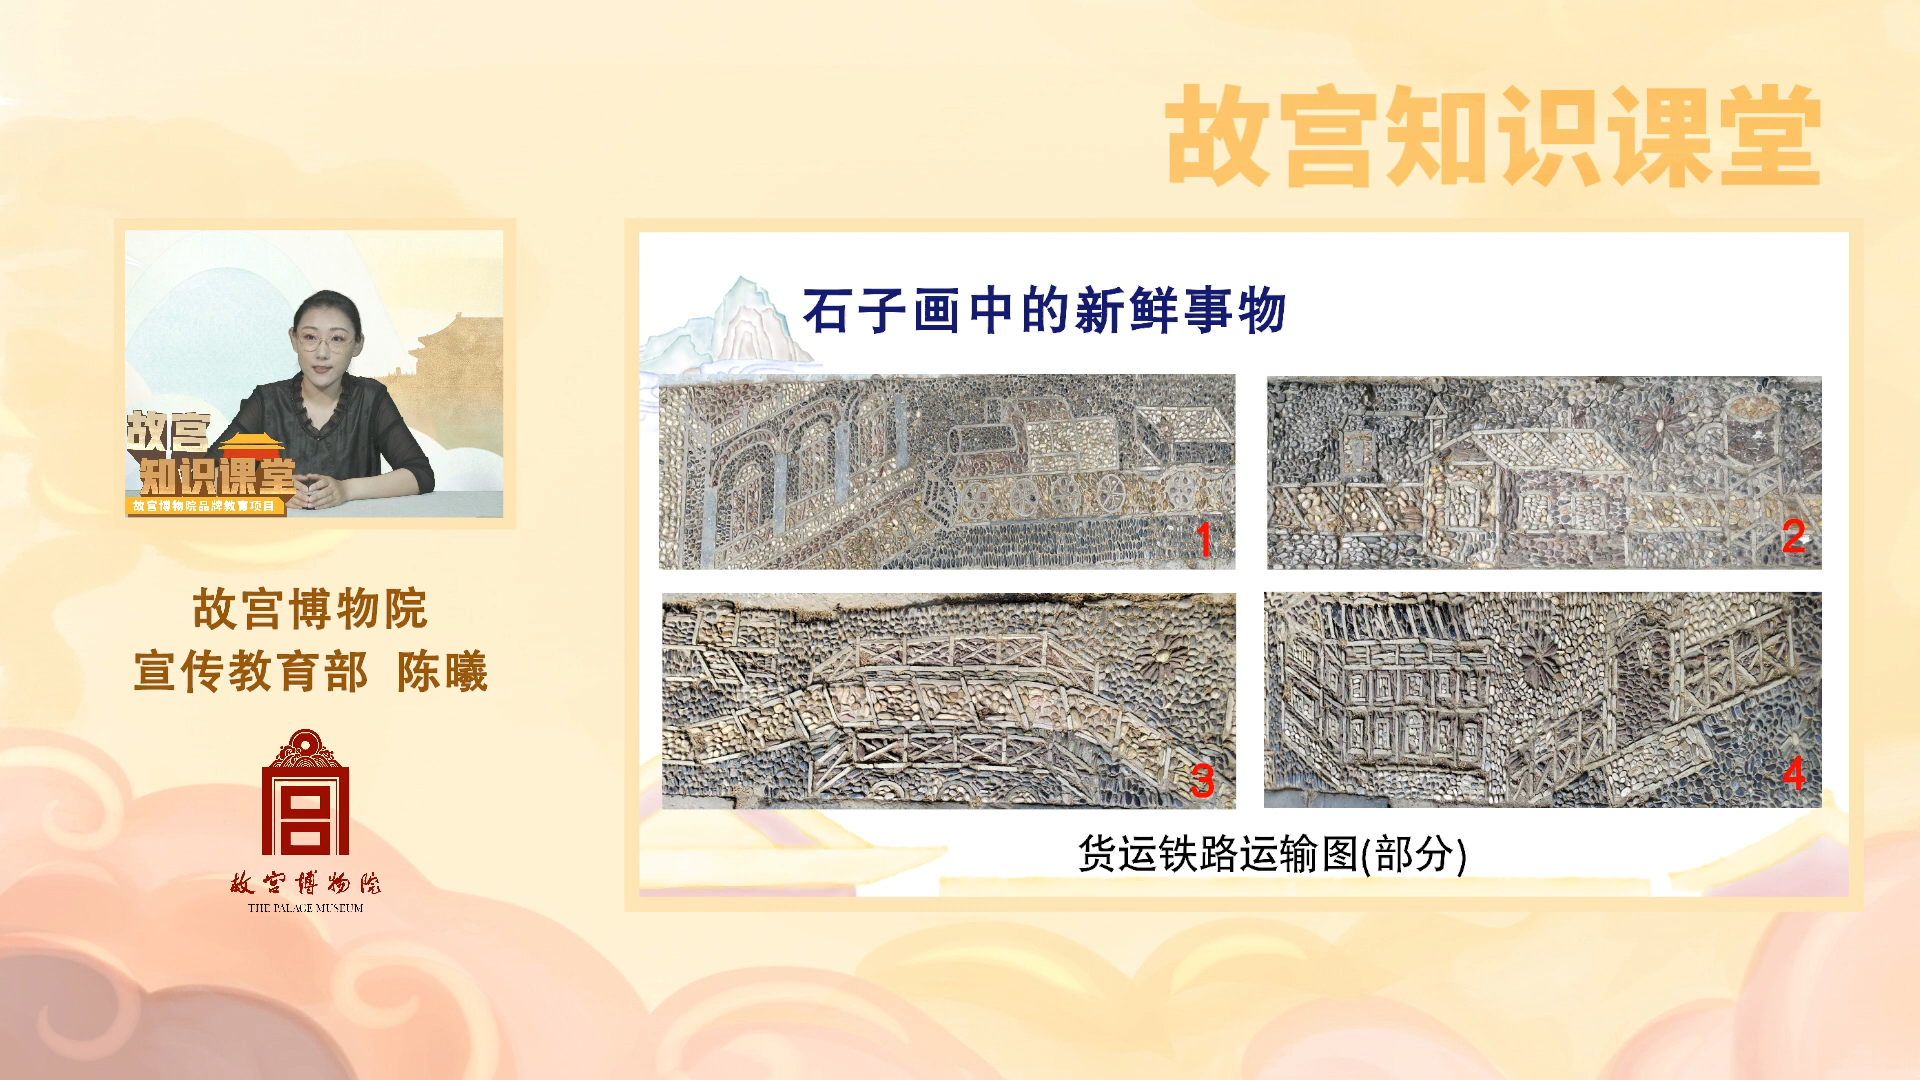 故宫知识课堂
故宫
知识课堂
故宫博物院品牌教育项目
故宫博物院
宣传教育部 陈曦
故宫博物院
THE PALACE MUSEUM
石子画中的新鲜事物
1
2
3
4
货运铁路运输图(部分)